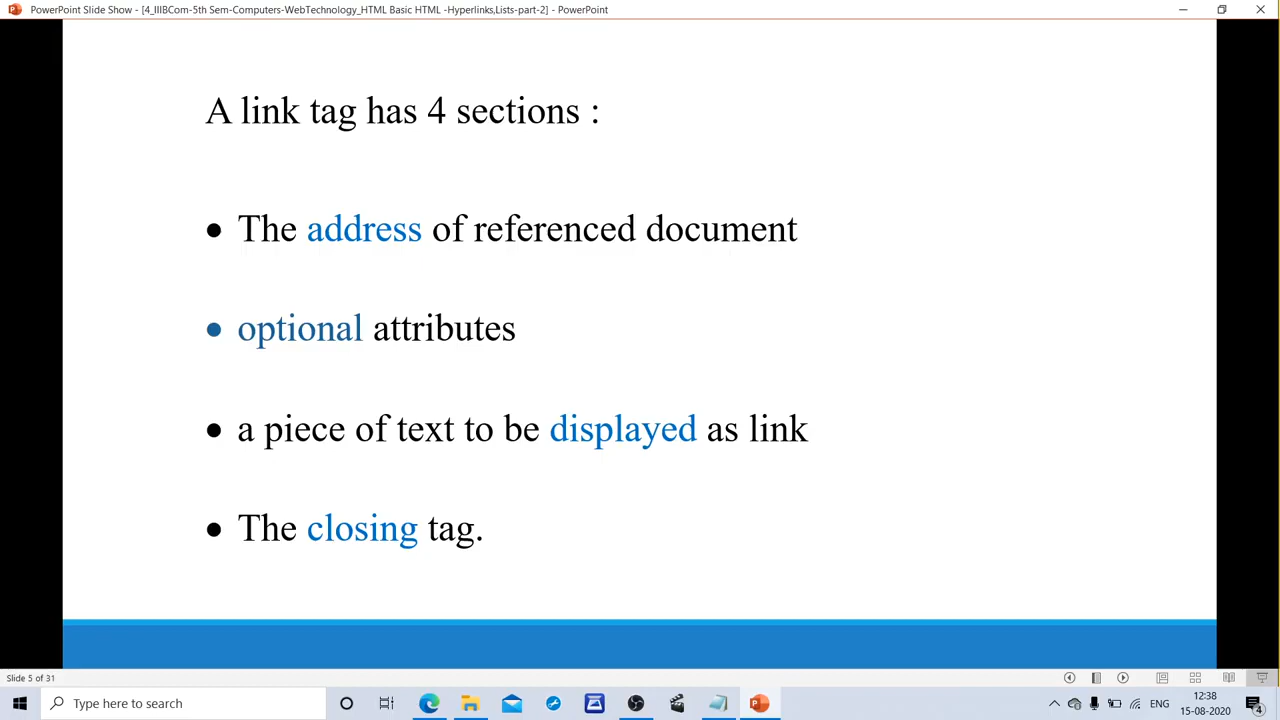 PowerPoint Slide Show - [4_IIIBCom-5th Sem-Computers-WebTechnology_HTML Basic HTML -Hyperlinks,Lists-part-2] - PowerPoint
A link tag has 4 sections :
• The address of referenced document
• optional attributes
• a piece of text to be displayed as link
• The closing tag.
Slide 5 of 31
Type here to search
ENG
12:38
15-08-2020
4